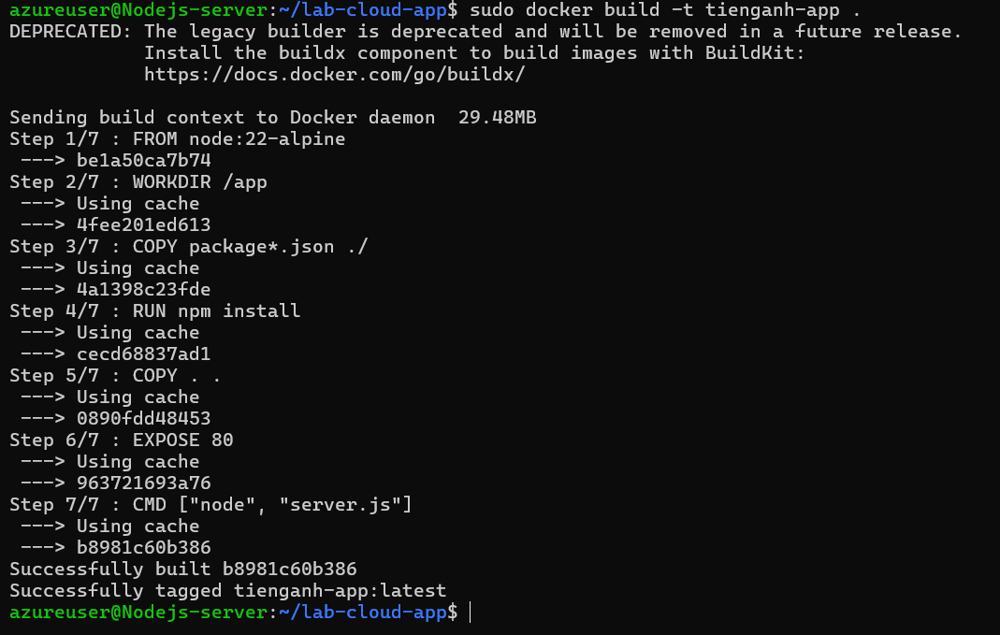 azureuser@Nodejs-server:~/lab-cloud-app$ sudo docker build -t tienganh-app .
DEPRECATED: The legacy builder is deprecated and will be removed in a future release.
            Install the buildx component to build images with BuildKit:
            https://docs.docker.com/go/buildx/

Sending build context to Docker daemon  29.48MB
Step 1/7 : FROM node:22-alpine
 ---> be1a50ca7b74
Step 2/7 : WORKDIR /app
 ---> Using cache
 ---> 4fee201ed613
Step 3/7 : COPY package*.json ./
 ---> Using cache
 ---> 4a1398c23fde
Step 4/7 : RUN npm install
 ---> Using cache
 ---> cecd68837ad1
Step 5/7 : COPY . .
 ---> Using cache
 ---> 0890fdd48453
Step 6/7 : EXPOSE 80
 ---> Using cache
 ---> 963721693a76
Step 7/7 : CMD ["node", "server.js"]
 ---> Using cache
 ---> b8981c60b386
Successfully built b8981c60b386
Successfully tagged tienganh-app:latest
azureuser@Nodejs-server:~/lab-cloud-app$